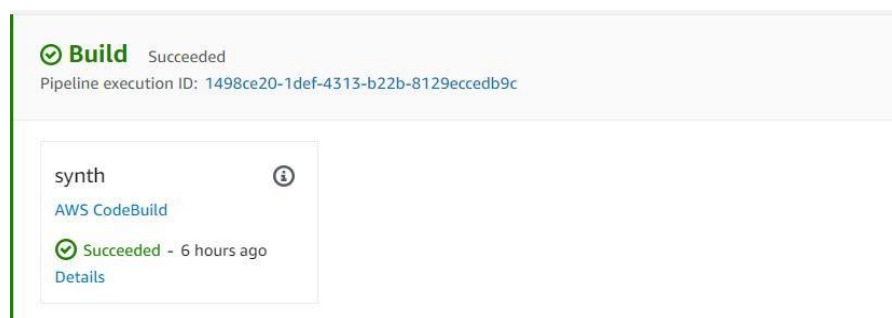 Build Succeeded
Pipeline execution ID: 1498ce20-1def-4313-b22b-8129eccedb9c
synth
AWS CodeBuild
Succeeded - 6 hours ago
Details